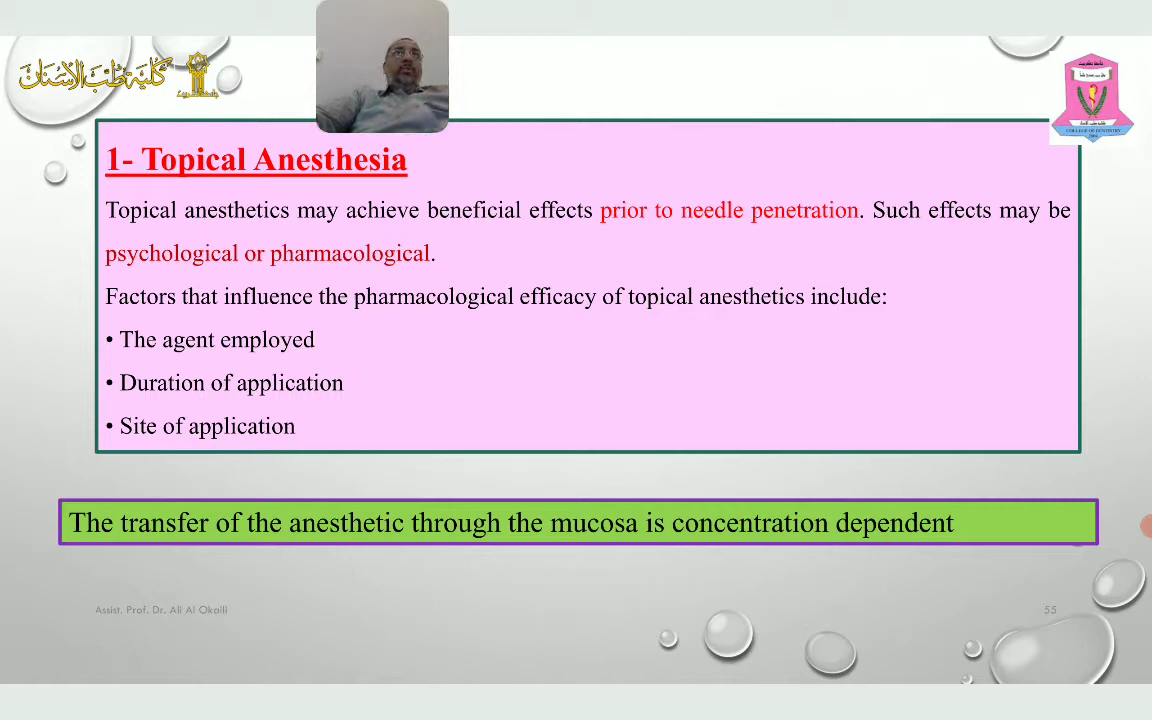 كلية طب الأسنان
1- Topical Anesthesia
Topical anesthetics may achieve beneficial effects prior to needle penetration. Such effects may be
psychological or pharmacological.
Factors that influence the pharmacological efficacy of topical anesthetics include:
• The agent employed
• Duration of application
• Site of application
The transfer of the anesthetic through the mucosa is concentration dependent
COLLEGE OF DENTISTRY
Assist. Prof. Dr. Ali Al Okaili
55